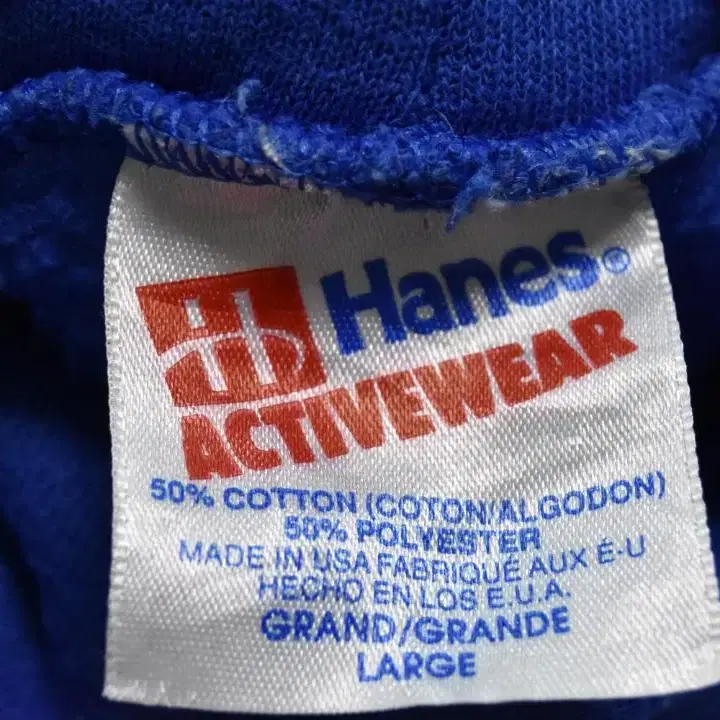 Hanes®
ACTIVEWEAR
50% COTTON (COTON/ALGODON)
50% POLYESTER
MADE IN USA FABRIQUÉ AUX É-U
HECHO EN LOS E.U.A.
GRAND/GRANDE
LARGE